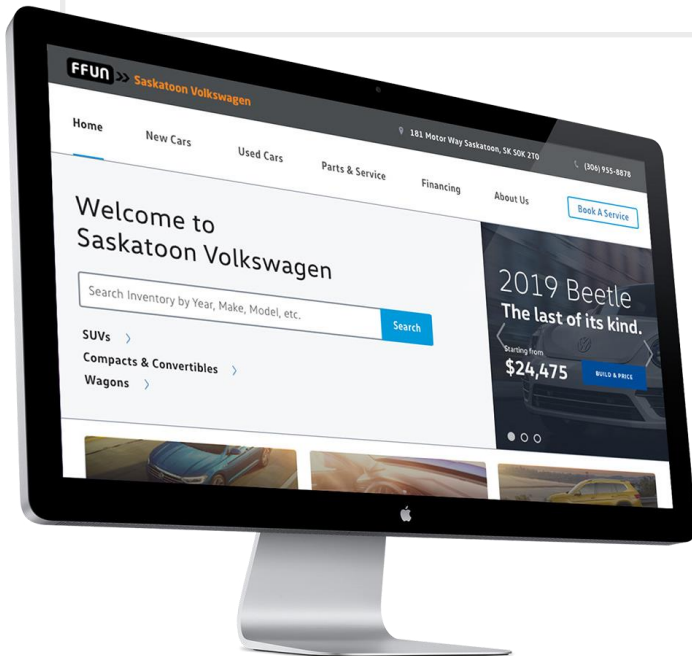 FFUN Saskatoon Volkswagen
181 Motor Way Saskatoon, SK S0K 2T0
(306) 955-8878
Home
New Cars
Used Cars
Parts & Service
Financing
About Us
Book A Service
Welcome to
Saskatoon Volkswagen
Search Inventory by Year, Make, Model, etc.
Search
SUVs
Compacts & Convertibles
Wagons
2019 Beetle
The last of its kind.
Starting from
$24,475
BUILD & PRICE